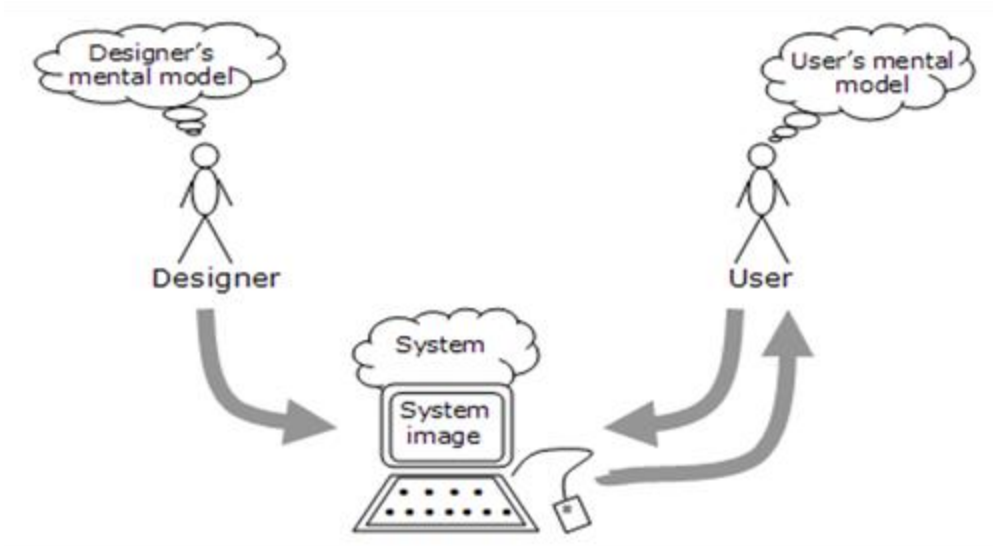 Designer's
mental model
User's mental
model
Designer
User
System
System
image